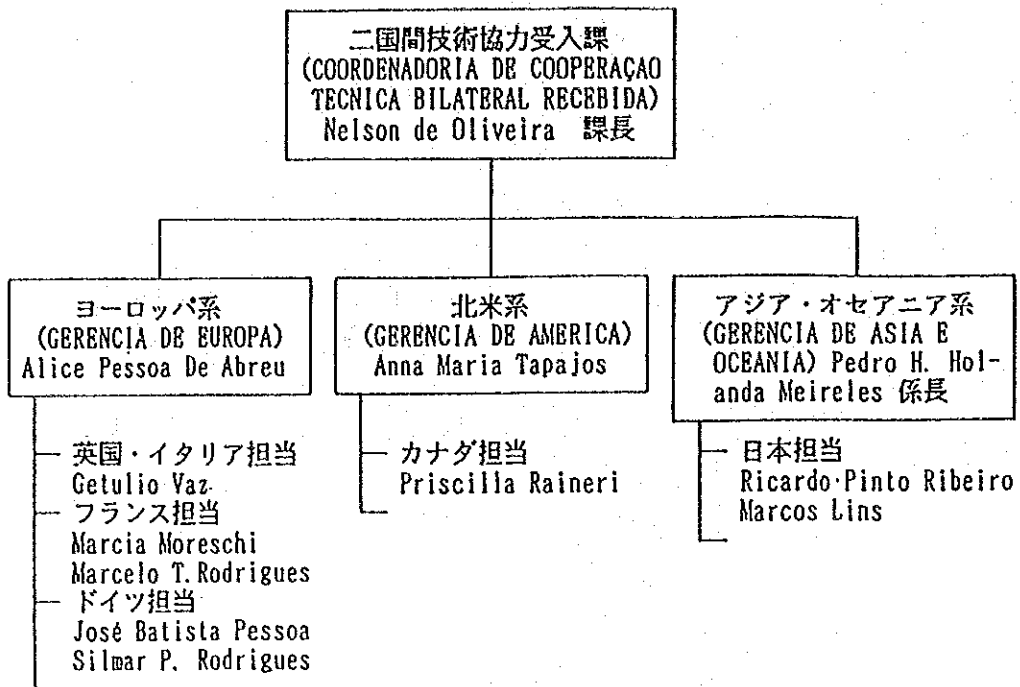 二国間技術協力受入課
(COORDENADORIA DE COOPERAÇAO
TECNICA BILATERAL RECEBIDA)
Nelson de Oliveira 課長
ヨーロッパ系
(GERENCIA DE EUROPA)
Alice Pessoa De Abreu
英国・イタリア担当
Getulio Vaz
フランス担当
Marcia Moreschi
Marcelo T. Rodrigues
ドイツ担当
José Batista Pessoa
Silmar P. Rodrigues
北米系
(GERENCIA DE AMERICA)
Anna Maria Tapajos
カナダ担当
Priscilla Raineri
アジア・オセアニア系
(GERENCIA DE ASIA E
OCEANIA) Pedro H. Hol-
anda Meireles 係長
日本担当
Ricardo Pinto Ribeiro
Marcos Lins